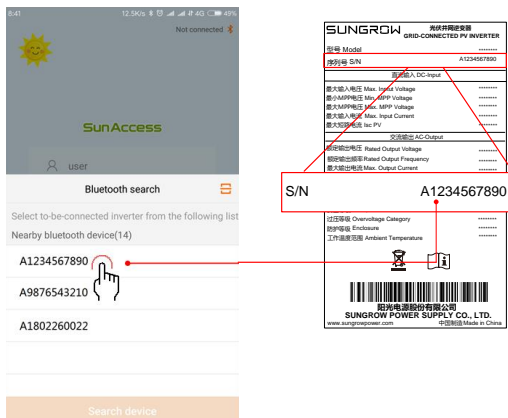 8:41
12.5K/s
4G
49%
Not connected
SunAccess
user
Bluetooth search
Select to-be-connected inverter from the following list
Nearby bluetooth device(14)
A1234567890
A9876543210
A1802260022
Search device
SUNGROW 光伏并网逆变器
GRID-CONNECTED PV INVERTER
型号 Model ********
序列号 S/N A1234567890
直流输入 DC-Input
最大输入电压 Max. Input Voltage ********
最小MPP电压 Min. MPP Voltage ********
最大MPP电压 Max. MPP Voltage ********
最大输入电流 Max. Input Current ********
最大短路电流 Isc PV ********
交流输出 AC-Output
额定输出电压 Rated Output Voltage ********
额定输出频率 Rated Output Frequency ********
最大输出电流 Max. Output Current ********
S/N A1234567890
过压等级 Overvoltage Category ********
防护等级 Enclosure ********
工作温度范围 Ambient Temperature ********
i
阳光电源股份有限公司
SUNGROW POWER SUPPLY CO., LTD.
www.sungrowpower.com 中国制造 Made in China